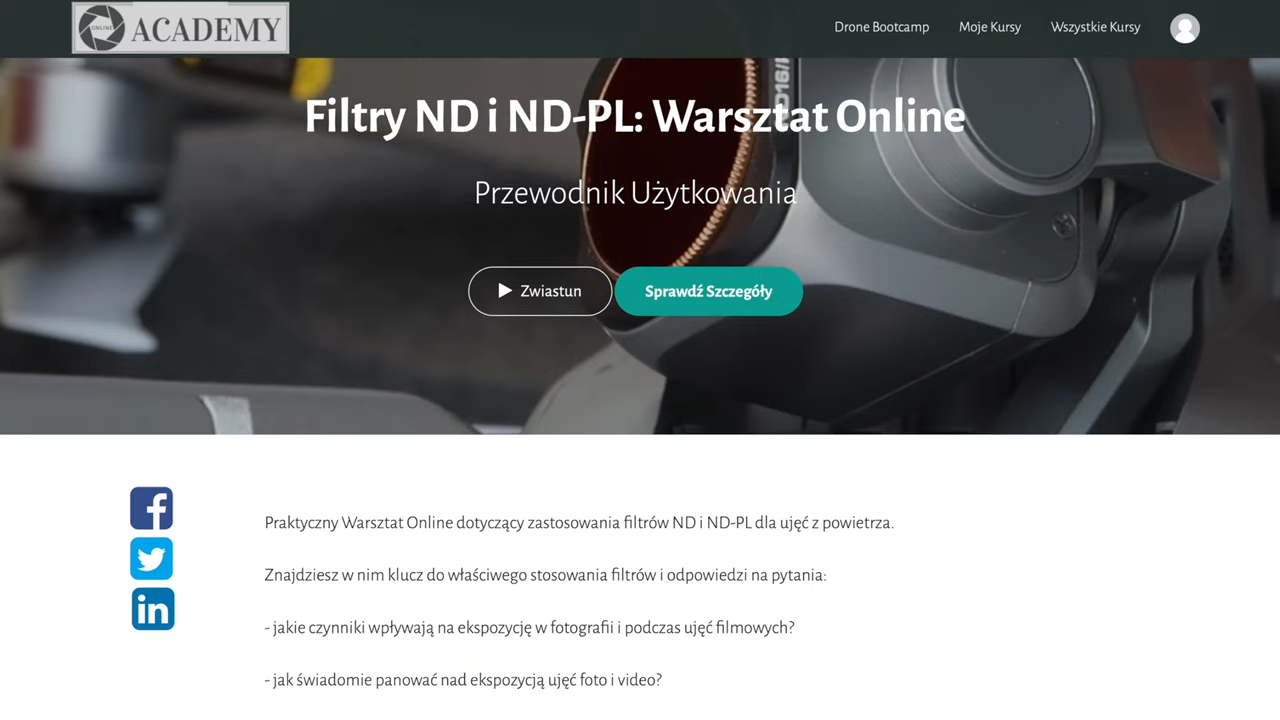 ONLINE ACADEMY
Drone Bootcamp
Moje Kursy
Wszystkie Kursy
Filtry ND i ND-PL: Warsztat Online
Przewodnik Użytkowania
Zwiastun
Sprawdź Szczegóły
Praktyczny Warsztat Online dotyczący zastosowania filtrów ND i ND-PL dla ujęć z powietrza.
Znajdziesz w nim klucz do właściwego stosowania filtrów i odpowiedzi na pytania:
- jakie czynniki wpływają na ekspozycję w fotografii i podczas ujęć filmowych?
- jak świadomie panować nad ekspozycją ujęć foto i video?